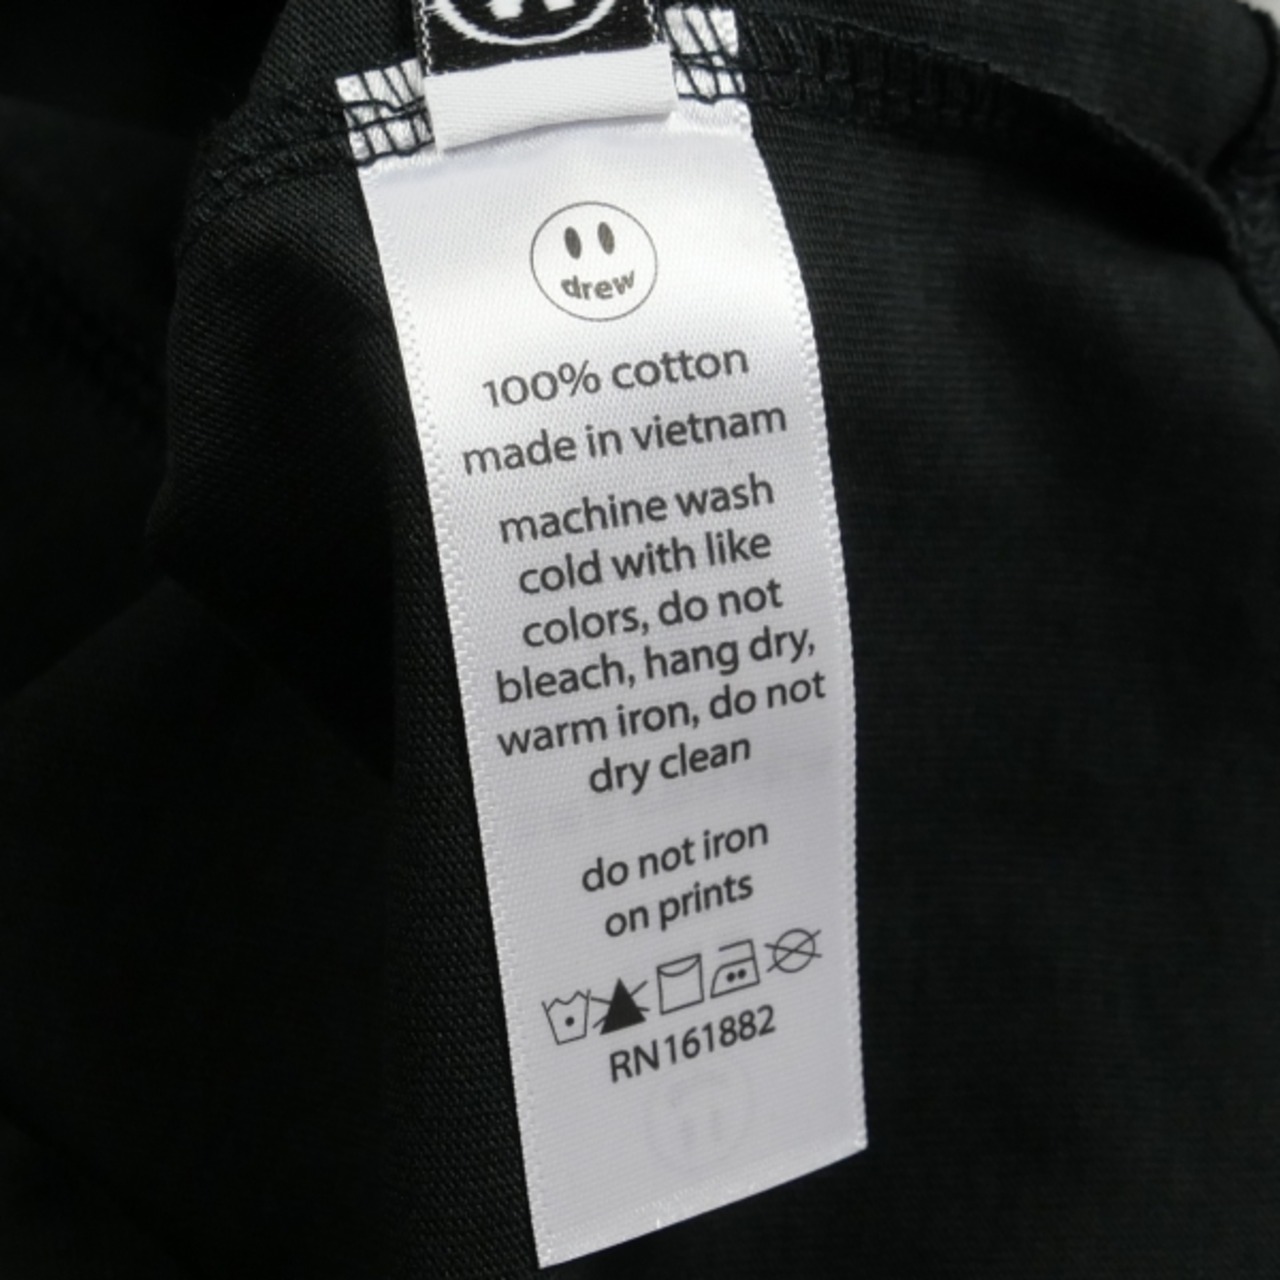 drew
100% cotton
made in vietnam
machine wash
cold with like
colors, do not
bleach, hang dry,
warm iron, do not
dry clean
do not iron
on prints
RN161882